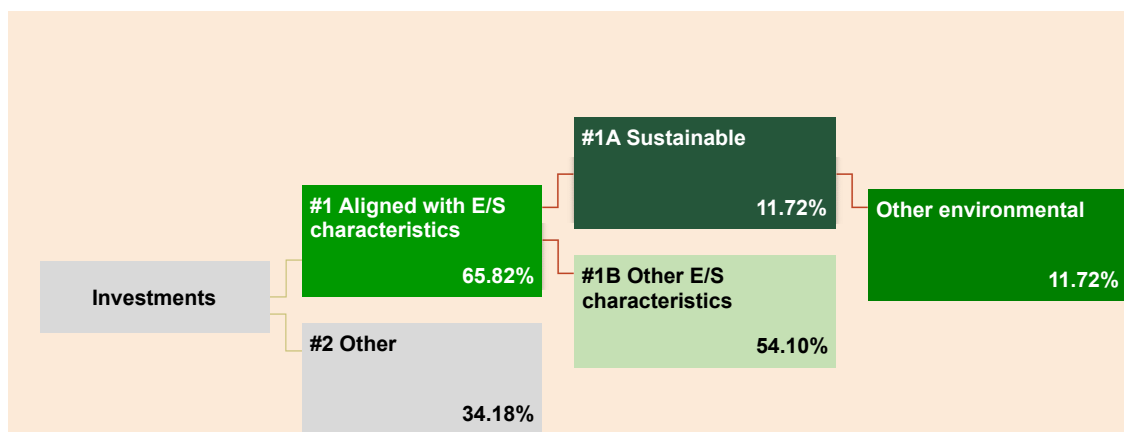 Investments
#1 Aligned with E/S
characteristics
65.82%
#2 Other
34.18%
#1A Sustainable
11.72%
#1B Other E/S
characteristics
54.10%
Other environmental
11.72%